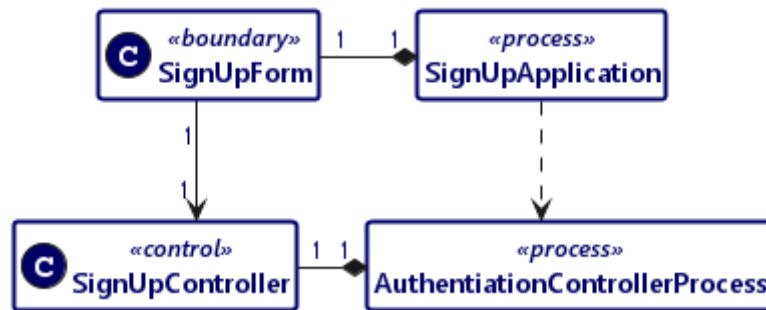 «boundary»
C SignUpForm
1 1
«process»
SignUpApplication
1
1
«control»
C SignUpController
1 1
«process»
AuthentiationControllerProcess